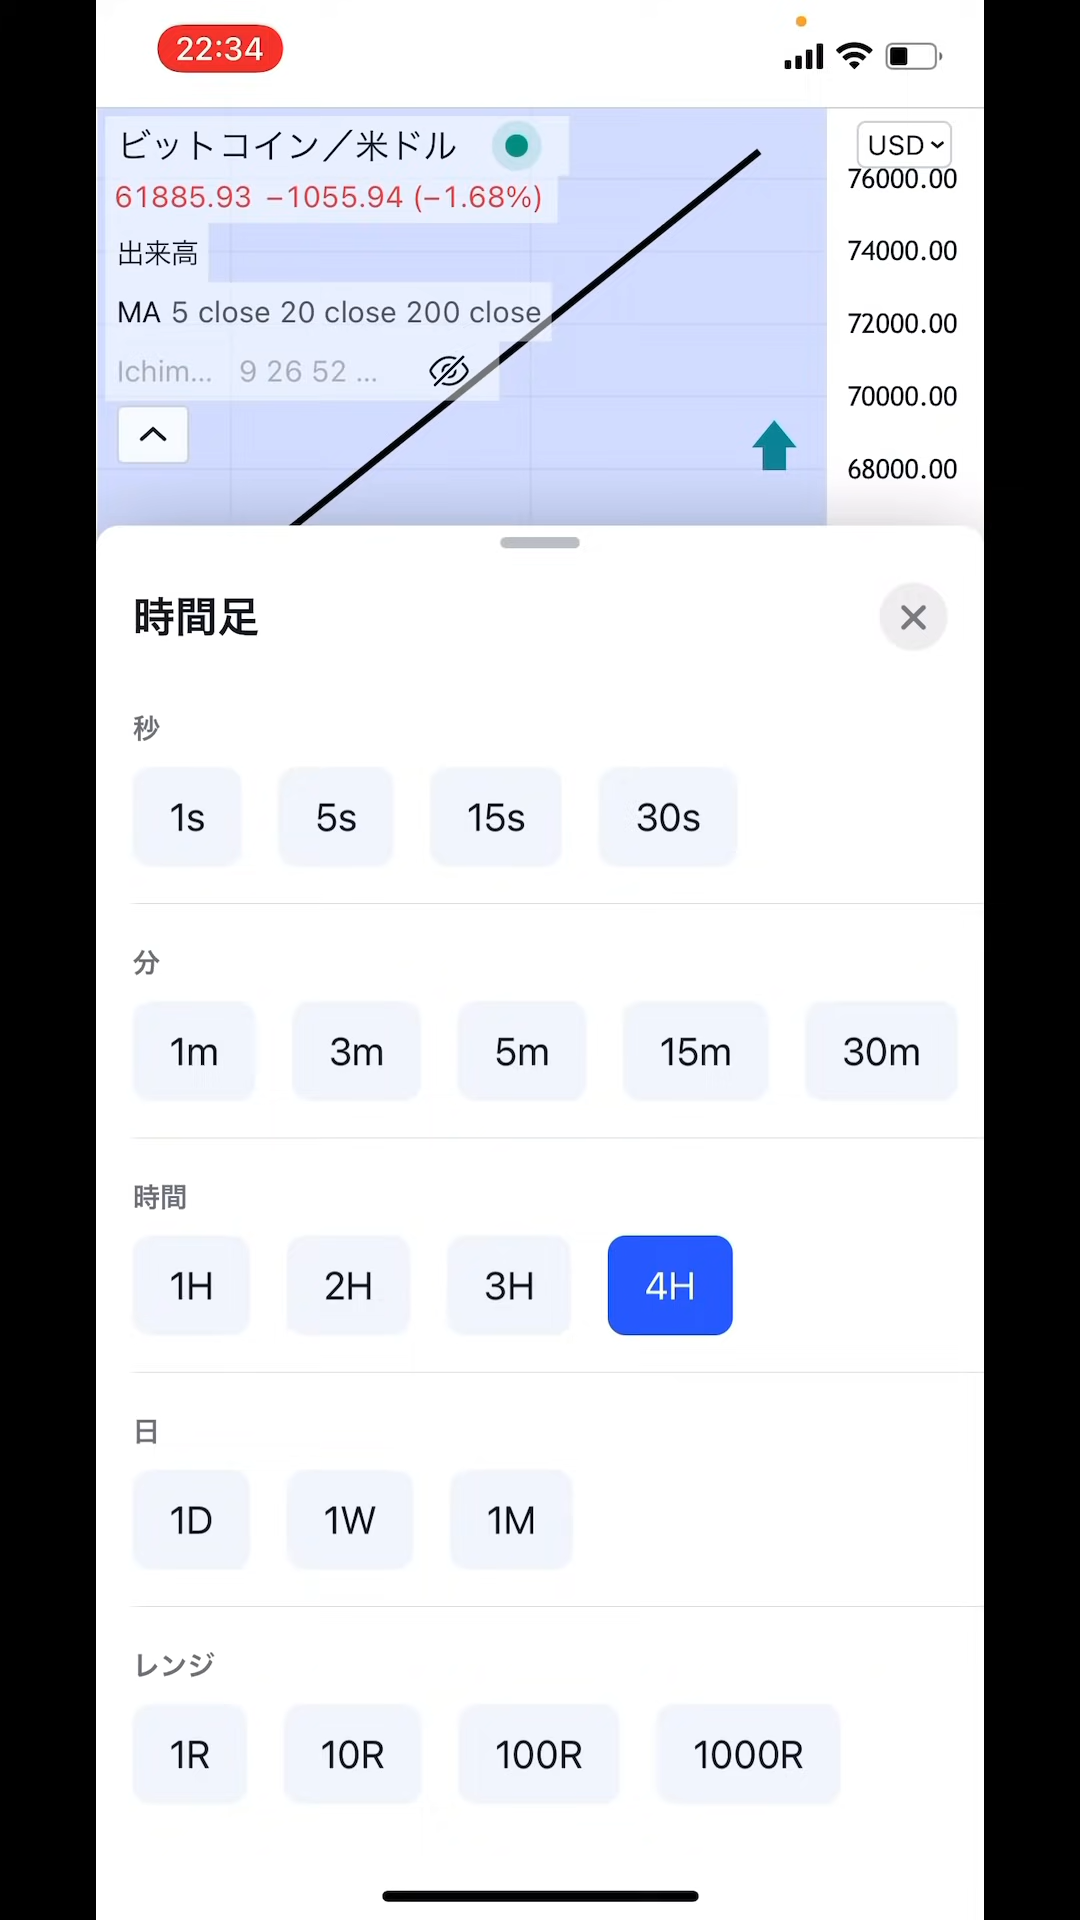 22:34
ビットコイン／米ドル
USD
61885.93 −1055.94 (−1.68%)
76000.00
出来高
74000.00
MA 5 close 20 close 200 close
72000.00
Ichim... 9 26 52 ...
70000.00
68000.00
時間足
秒
1s 5s 15s 30s
分
1m 3m 5m 15m 30m
時間
1H 2H 3H 4H
日
1D 1W 1M
レンジ
1R 10R 100R 1000R